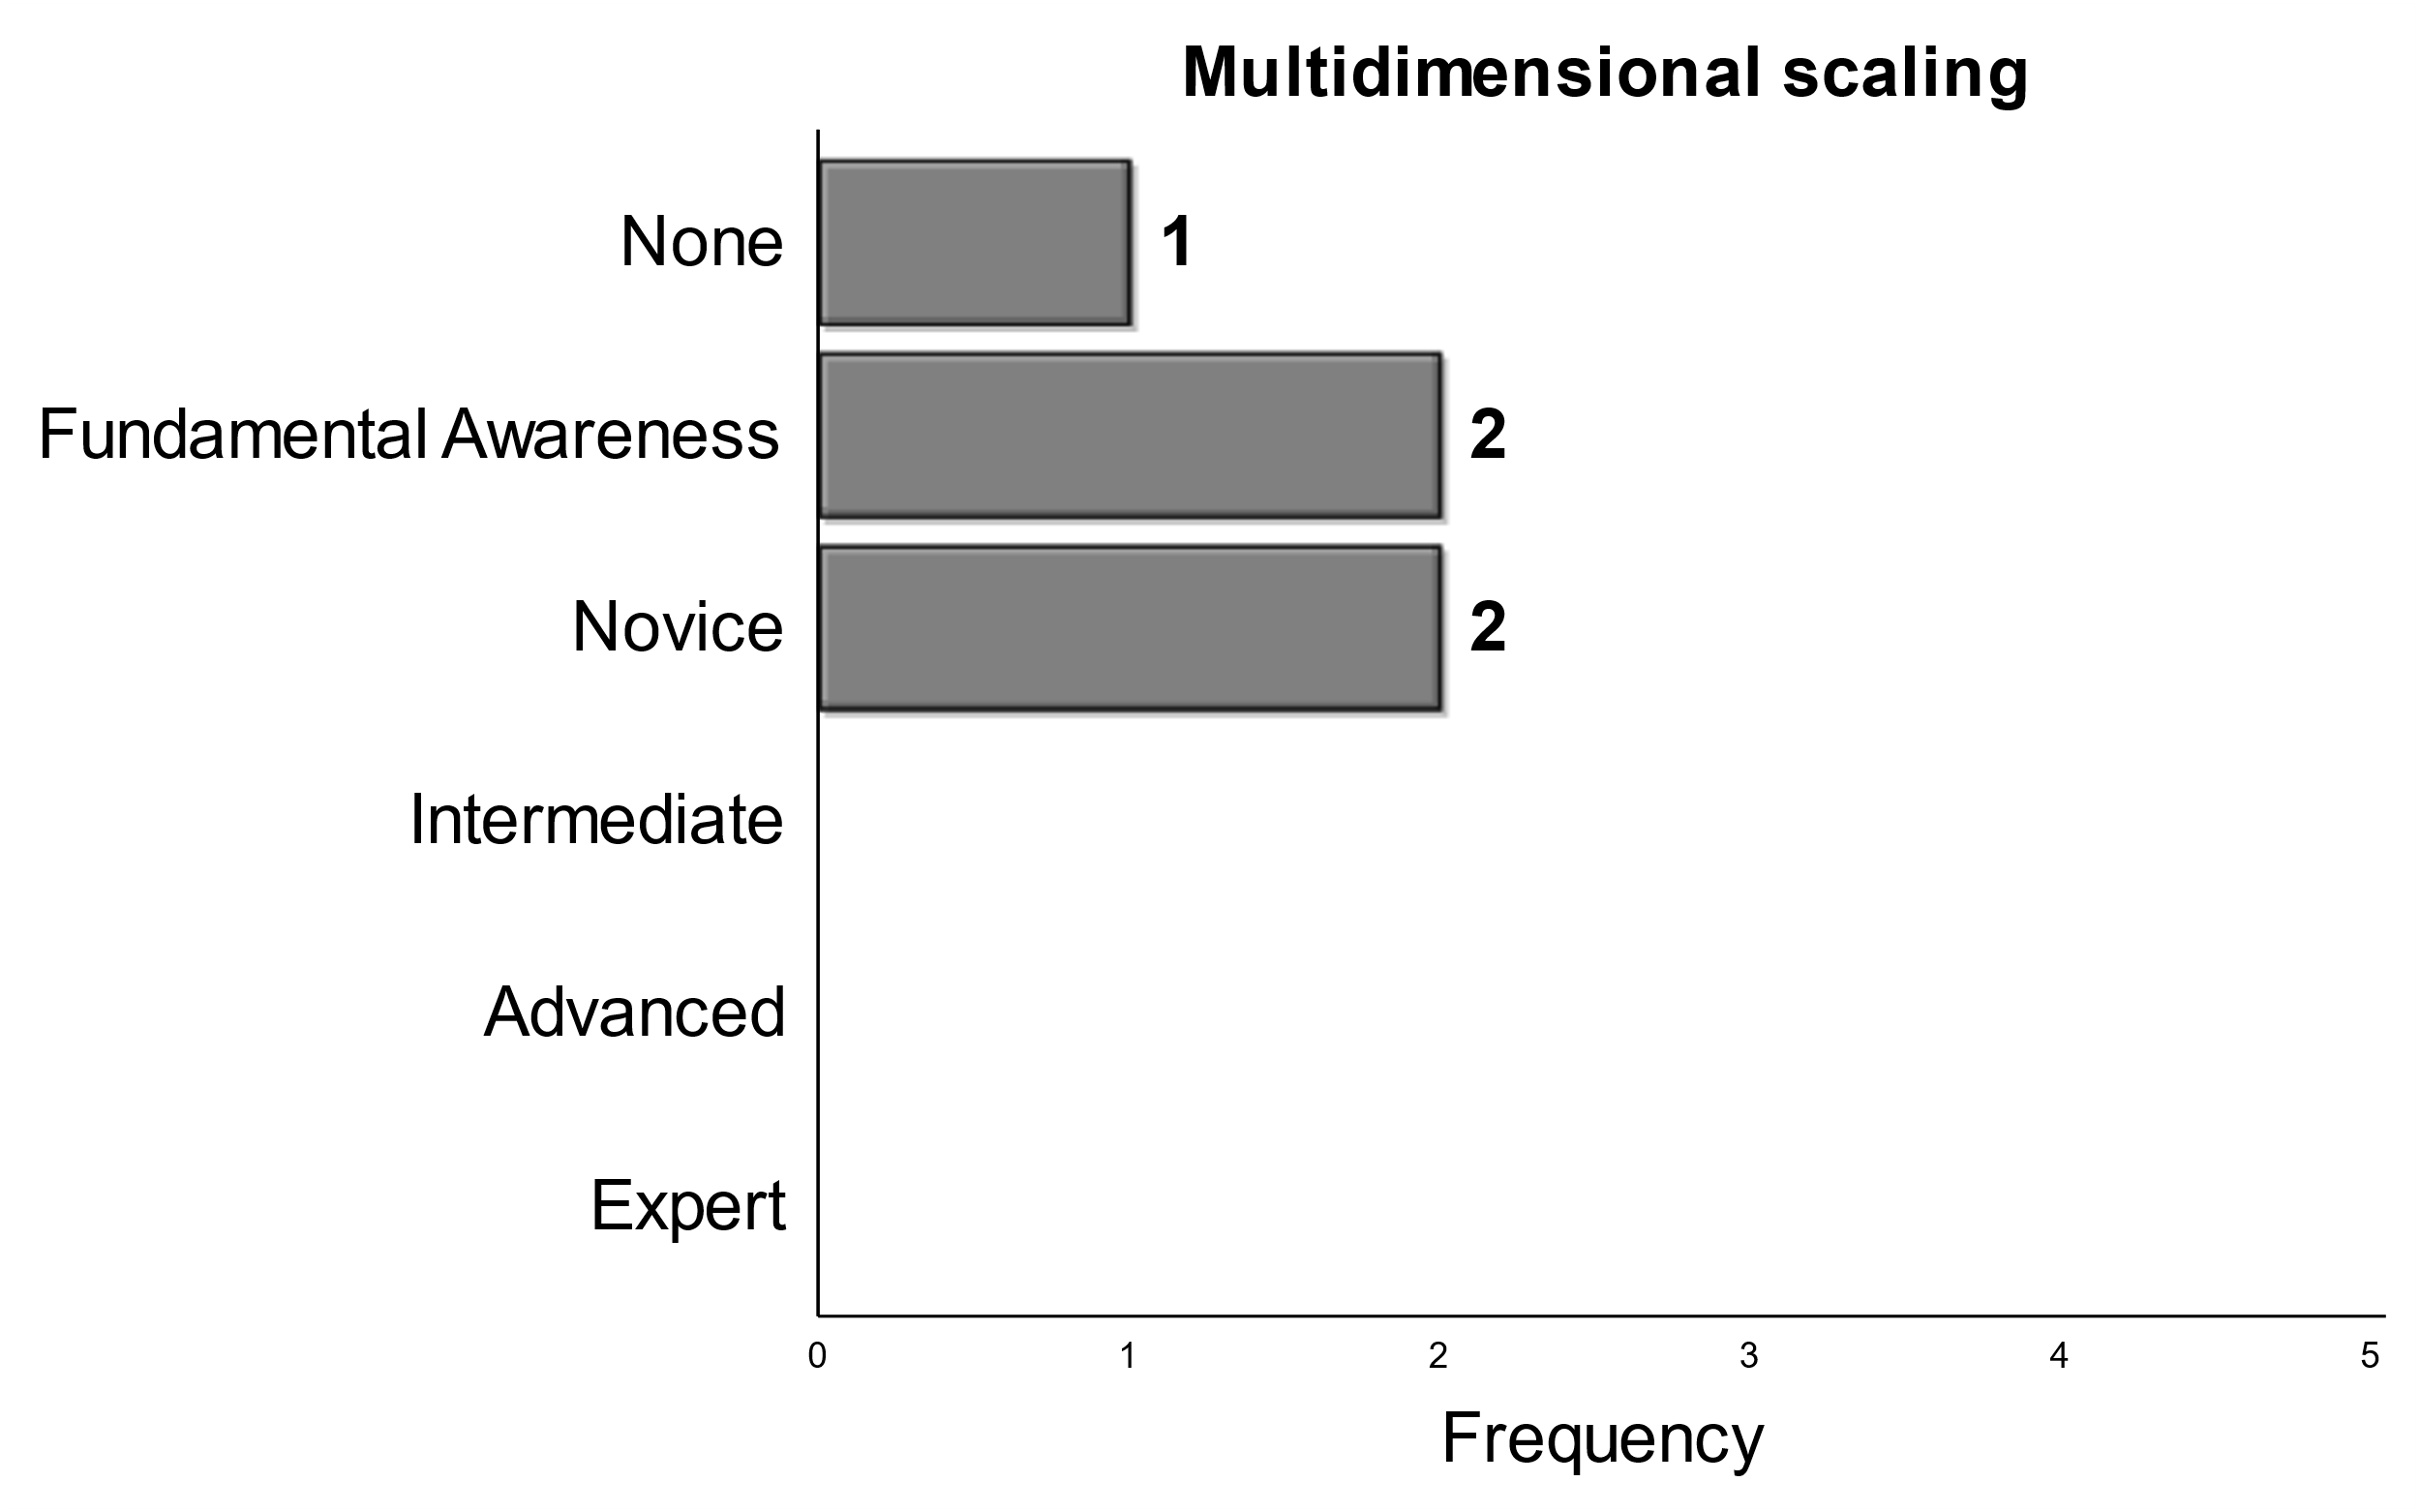 Multidimensional scaling
None
1
Fundamental Awareness
2
Novice
2
Intermediate
Advanced
Expert
0 1 2 3 4 5
Frequency